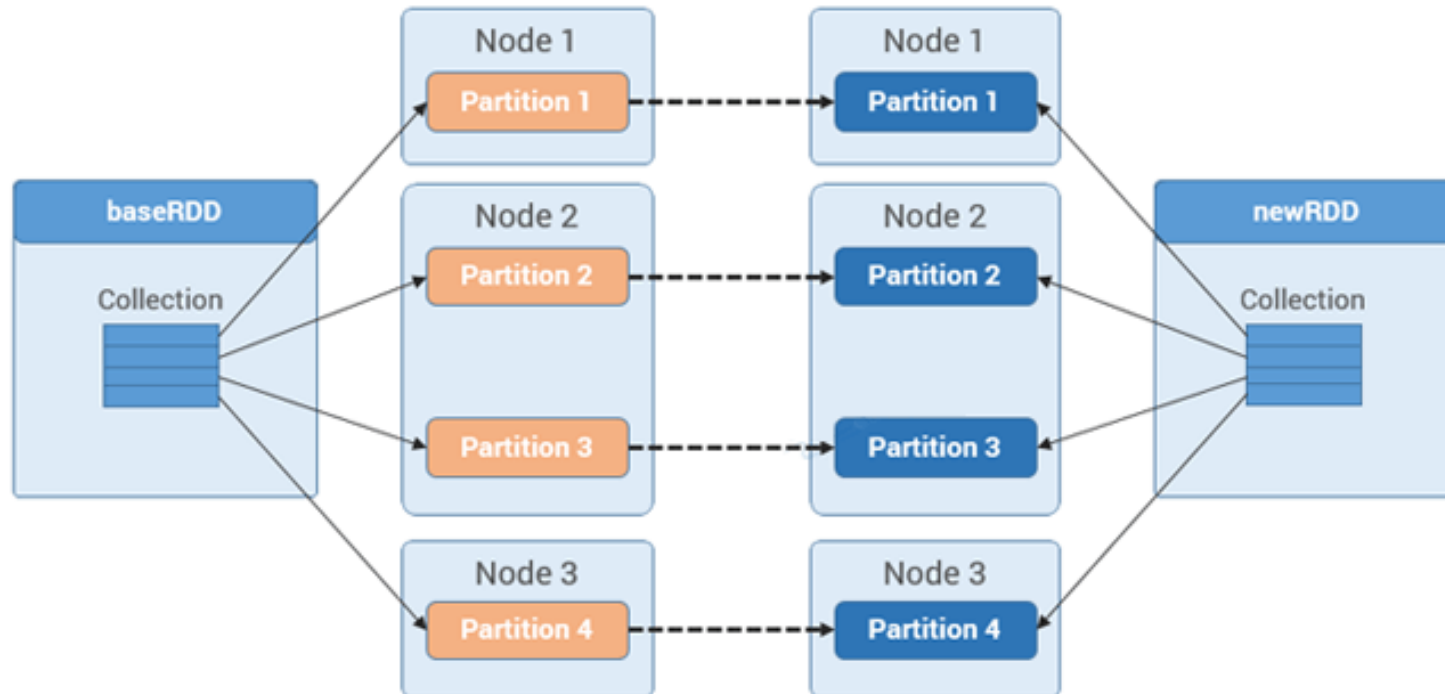 Node 1
Partition 1
Node 1
Partition 1
baseRDD
Collection
Node 2
Partition 2
Partition 3
Node 2
Partition 2
Partition 3
newRDD
Collection
Node 3
Partition 4
Node 3
Partition 4